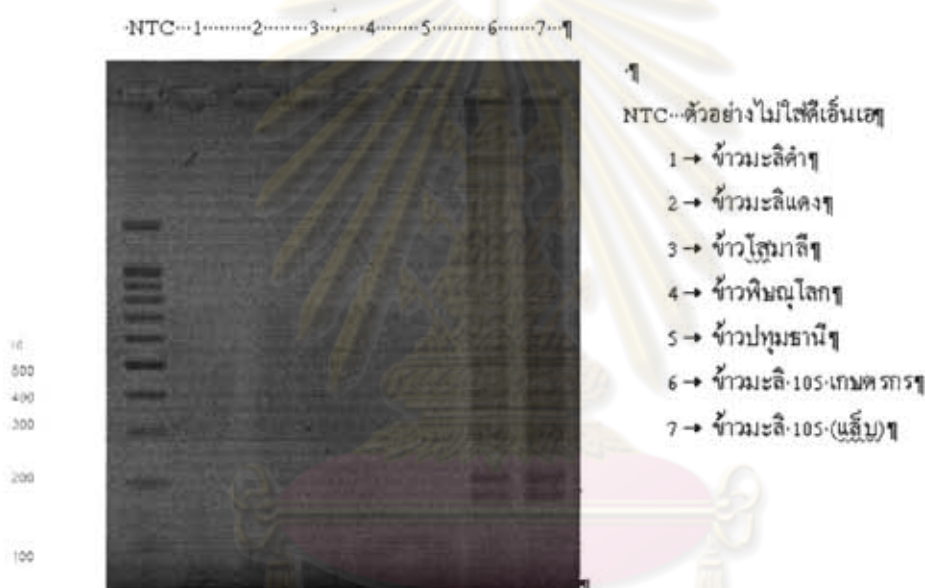 ·NTC···1·········2········3········4········5···········6·······7···¶
·¶
NTC···ตัวอย่างไม่ใส่ดีเอ็นเอ¶
1→ ข้าวมะลิดำ¶
2→ ข้าวมะลิแดง¶
3→ ข้าวโสมาลี¶
4→ ข้าวพิษณุโลก¶
5→ ข้าวปทุมธานี¶
6→ ข้าวมะลิ·105·เกษตรกร¶
7→ ข้าวมะลิ·105·(แล็บ)¶
500
400
300
200
100
¶